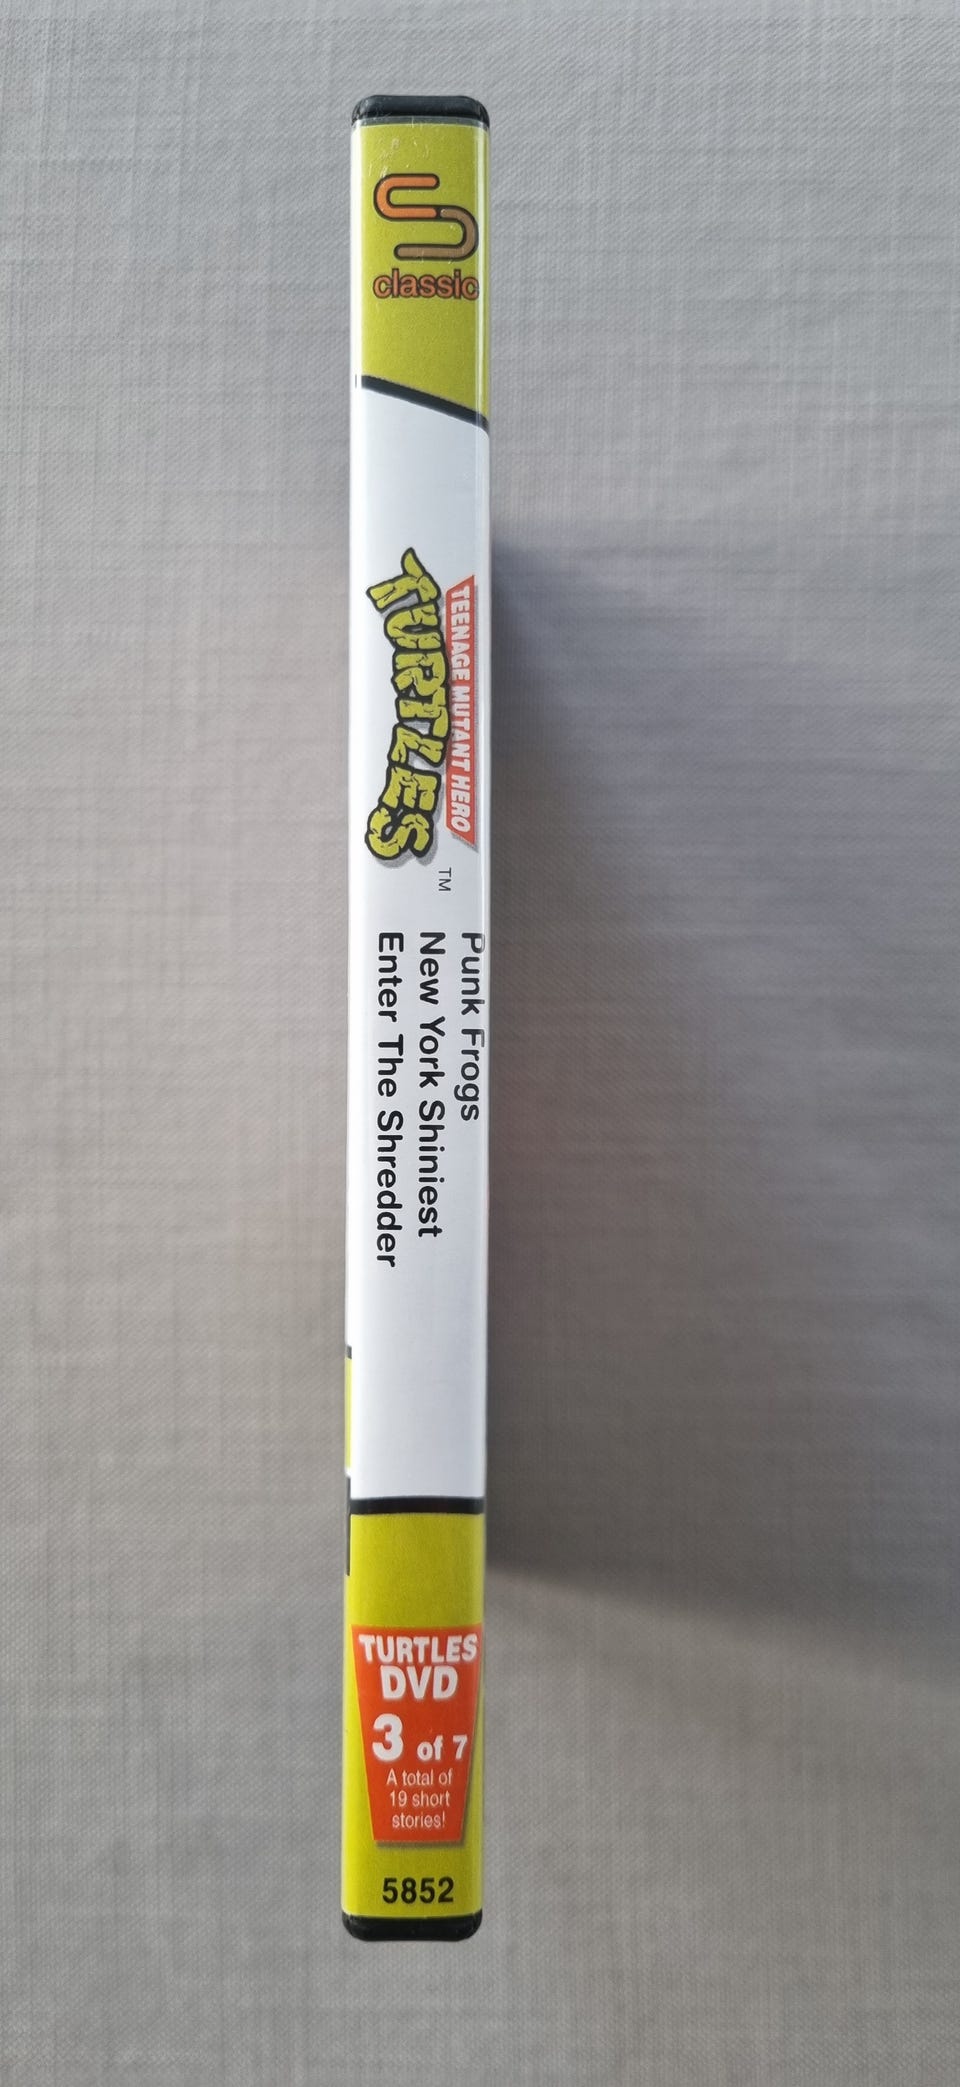 classic
TEENAGE MUTANT HERO
TURTLES
TM
Punk Frogs
New York Shiniest
Enter The Shredder
TURTLES
DVD
3 of 7
A total of
19 short
stories!
5852